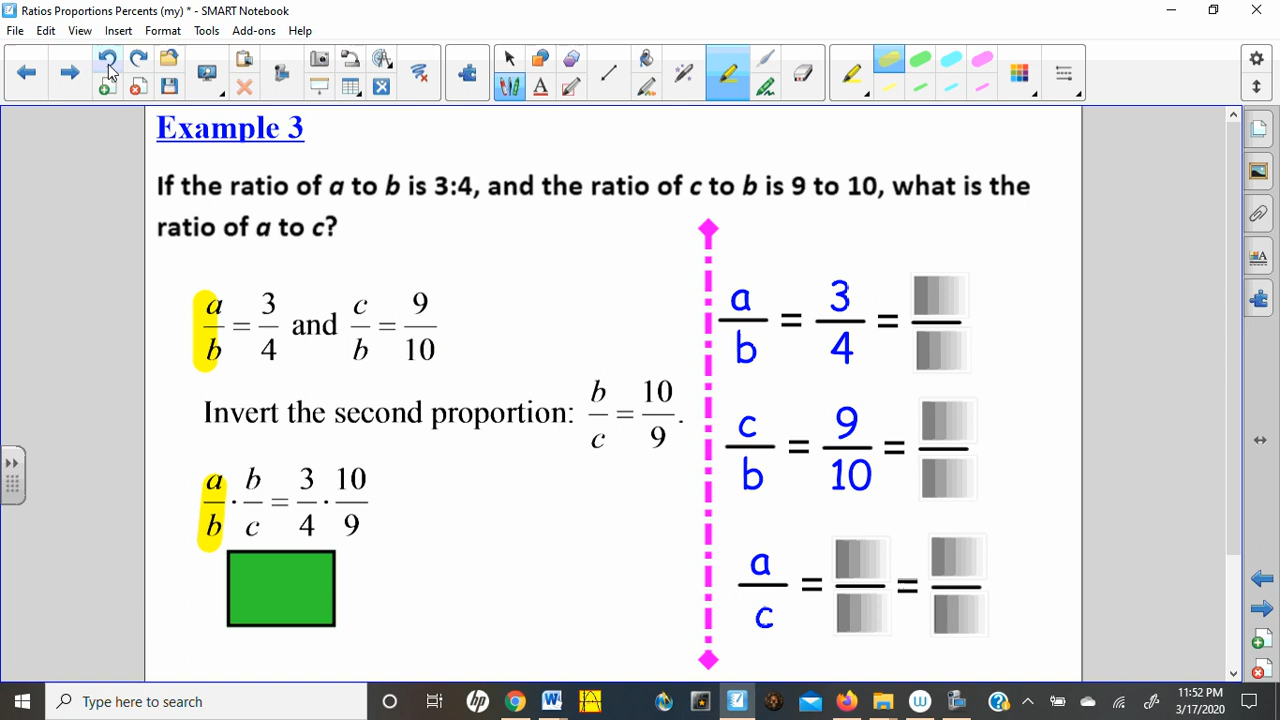 Ratios Proportions Percents (my) * - SMART Notebook
File Edit View Insert Format Tools Add-ons Help
Example 3
If the ratio of a to b is 3:4, and the ratio of c to b is 9 to 10, what is the
ratio of a to c?
a/b = 3/4 and c/b = 9/10
Invert the second proportion: b/c = 10/9.
a/b · b/c = 3/4 · 10/9
a/b = 3/4 =
c/b = 9/10 =
a/c = =
Type here to search
hp
11:52 PM
3/17/2020